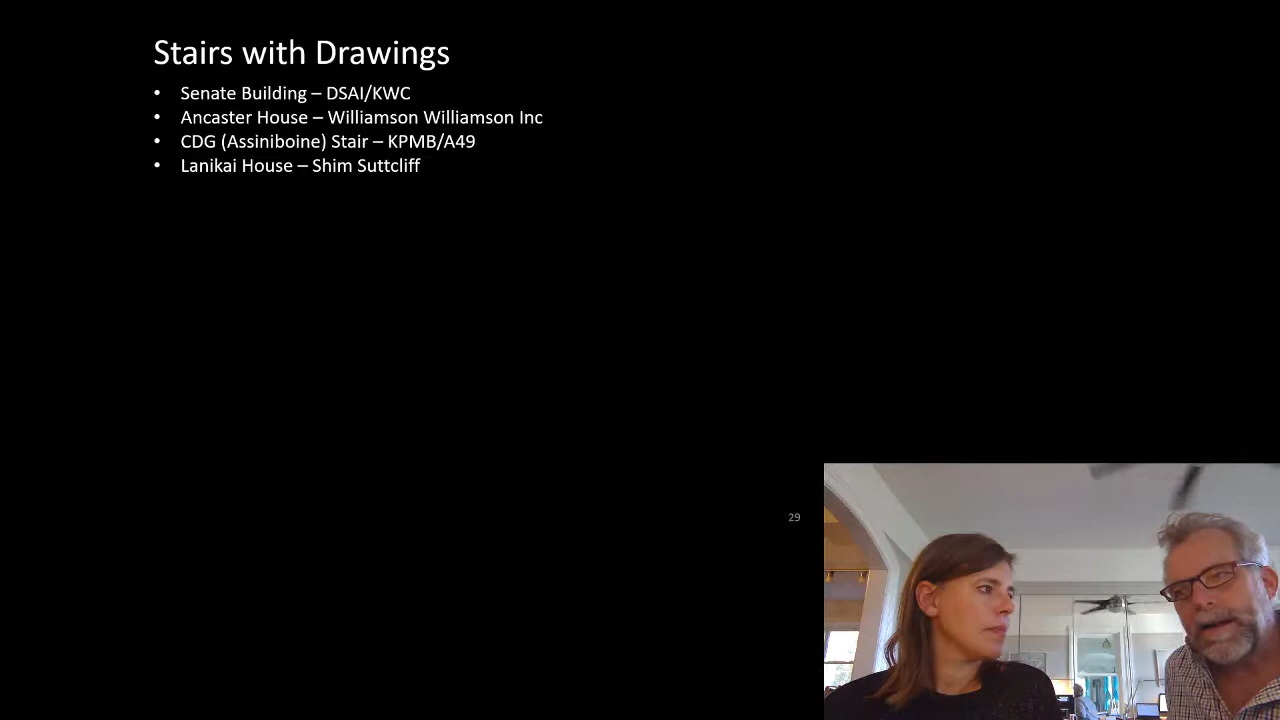 Stairs with Drawings
• Senate Building – DSAI/KWC
• Ancaster House – Williamson Williamson Inc
• CDG (Assiniboine) Stair – KPMB/A49
• Lanikai House – Shim Suttcliff
29